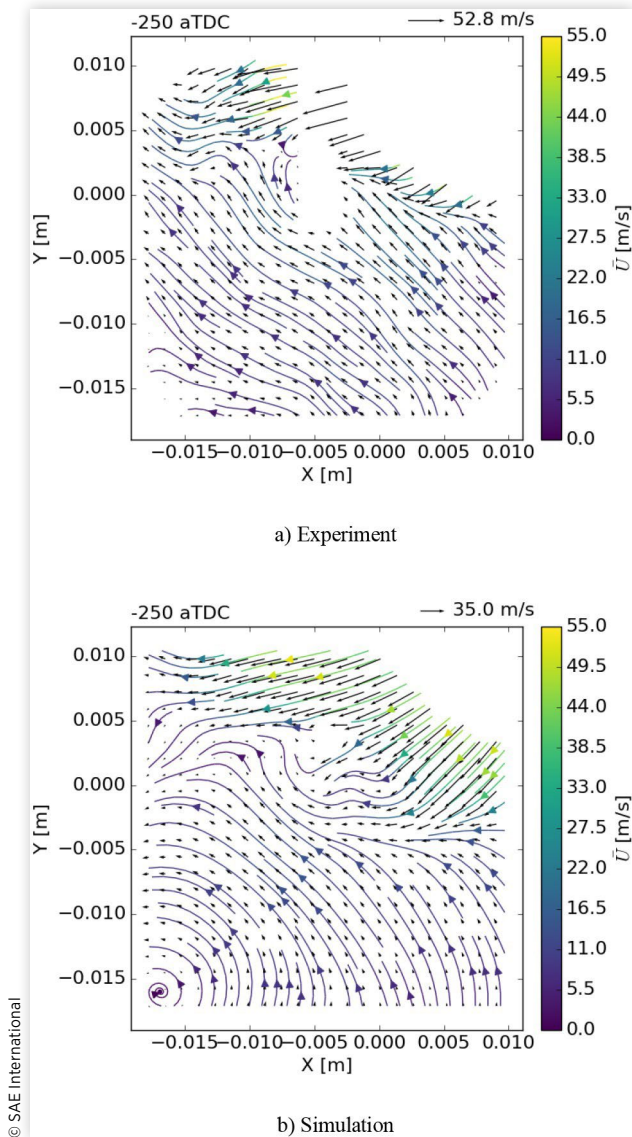 -250 aTDC 52.8 m/s
0.010
0.005
0.000
−0.005
−0.010
−0.015
Y [m]
−0.015−0.010−0.005 0.000 0.005 0.010
X [m]
55.0
49.5
44.0
38.5
33.0
27.5
22.0
16.5
11.0
5.5
0.0
Ū [m/s]
a) Experiment
-250 aTDC 35.0 m/s
0.010
0.005
0.000
−0.005
−0.010
−0.015
Y [m]
−0.015−0.010−0.005 0.000 0.005 0.010
X [m]
55.0
49.5
44.0
38.5
33.0
27.5
22.0
16.5
11.0
5.5
0.0
Ū [m/s]
b) Simulation
© SAE International